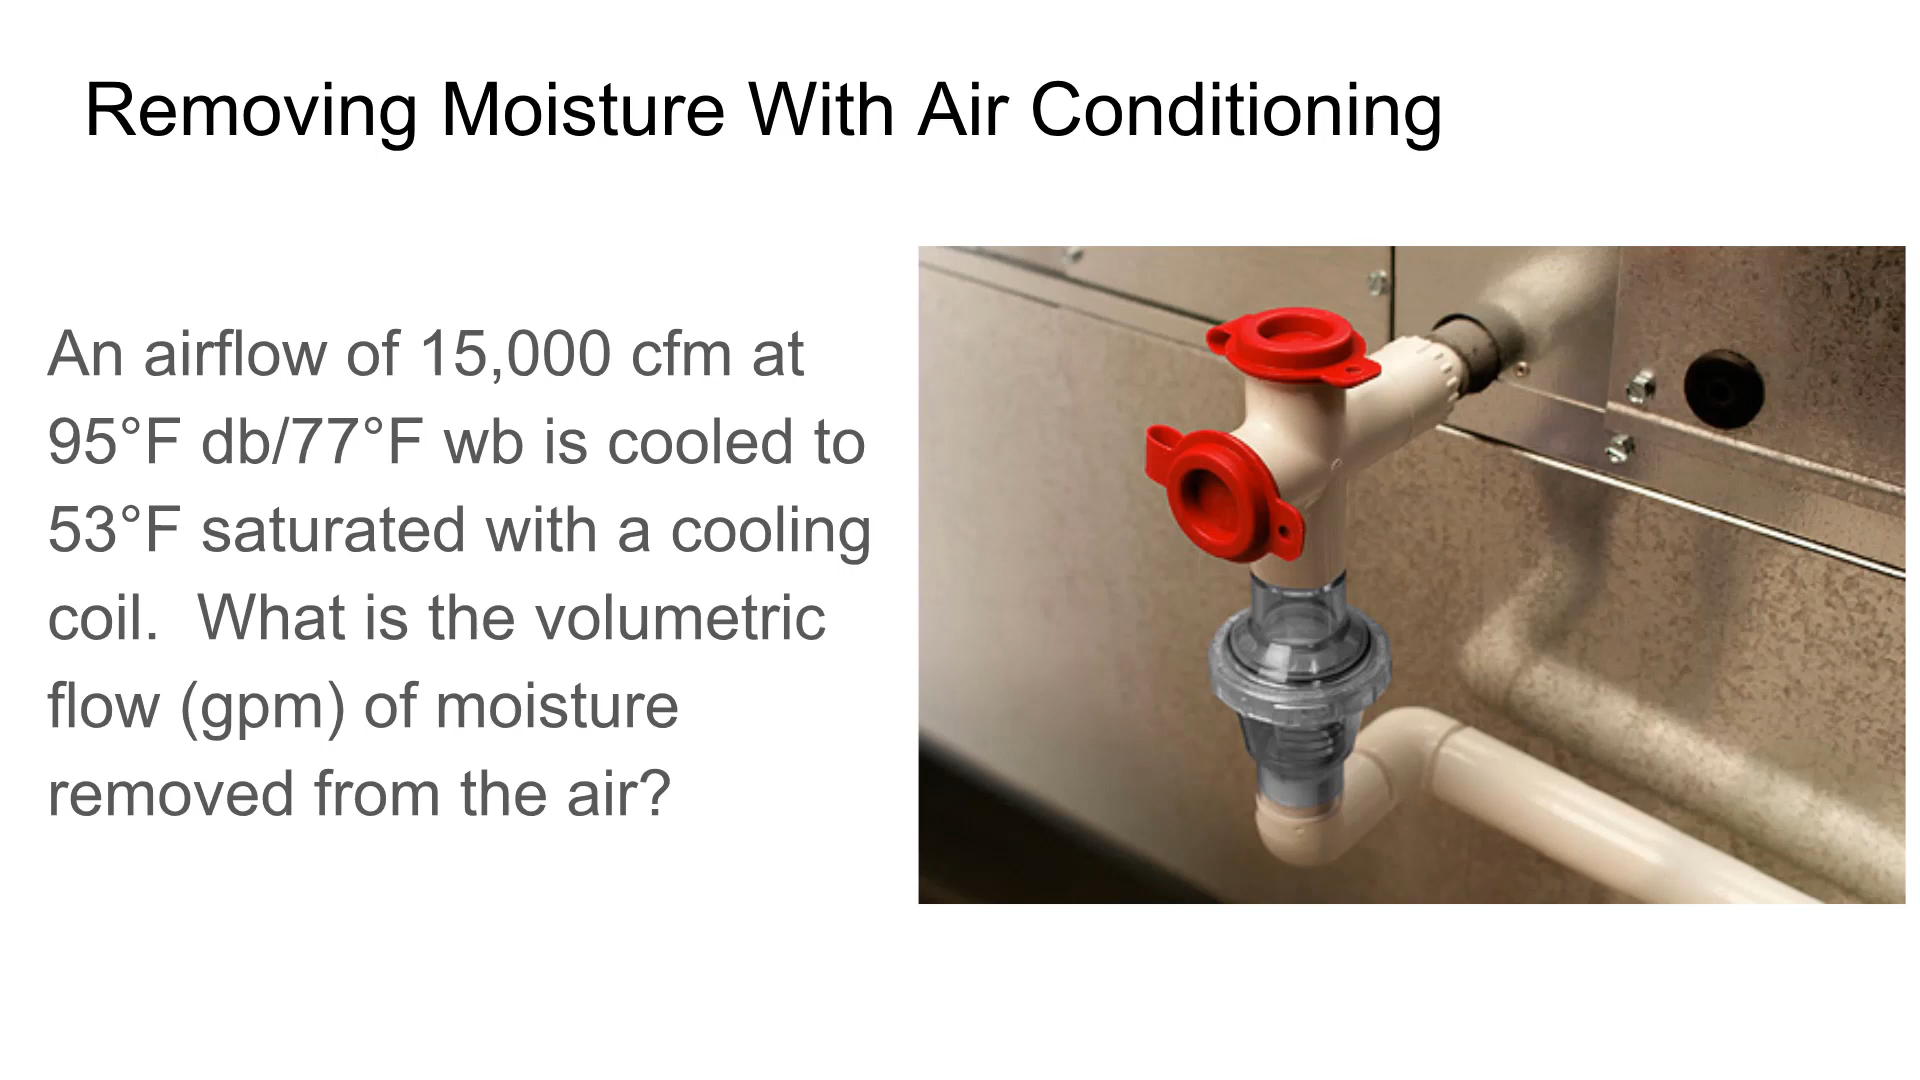 Removing Moisture With Air Conditioning
An airflow of 15,000 cfm at
95°F db/77°F wb is cooled to
53°F saturated with a cooling
coil.  What is the volumetric
flow (gpm) of moisture
removed from the air?